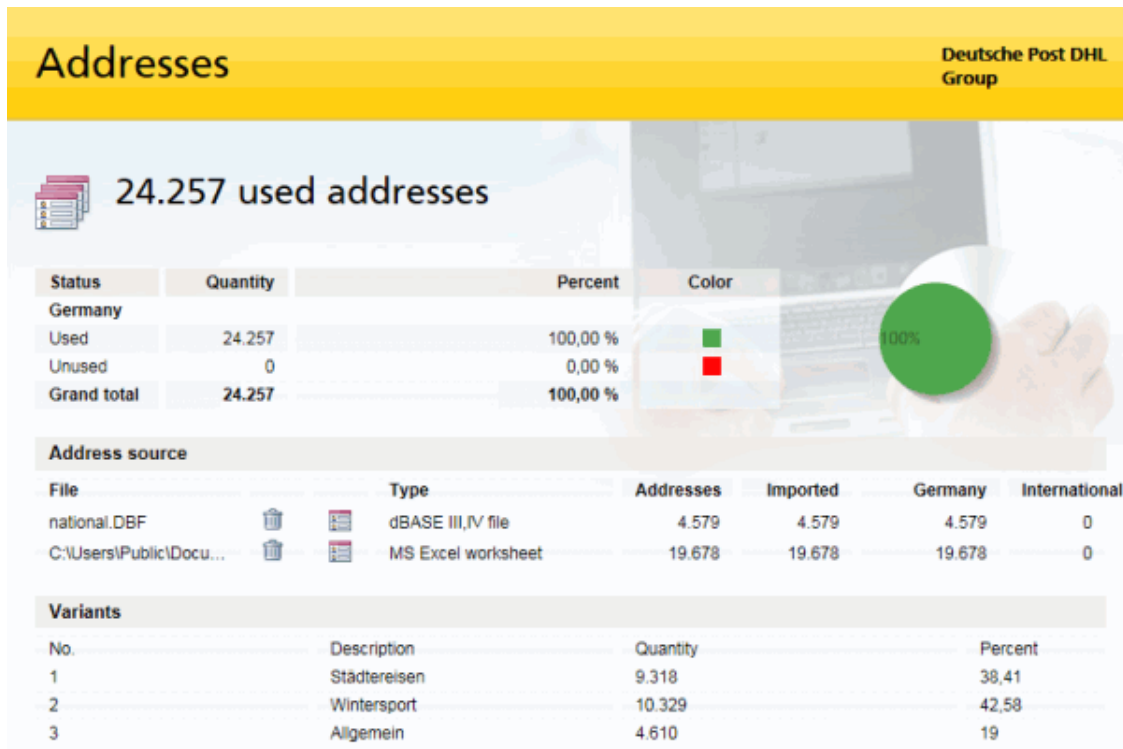 Addresses
Deutsche Post DHL
Group
24.257 used addresses
Status Quantity Percent Color
Germany
Used 24.257 100,00 %
Unused 0 0,00 %
Grand total 24.257 100,00 %
100%
Address source
File Type Addresses Imported Germany International
national.DBF dBASE III,IV file 4.579 4.579 4.579 0
C:\Users\Public\Docu... MS Excel worksheet 19.678 19.678 19.678 0
Variants
No. Description Quantity Percent
1 Städtereisen 9.318 38,41
2 Wintersport 10.329 42,58
3 Allgemein 4.610 19